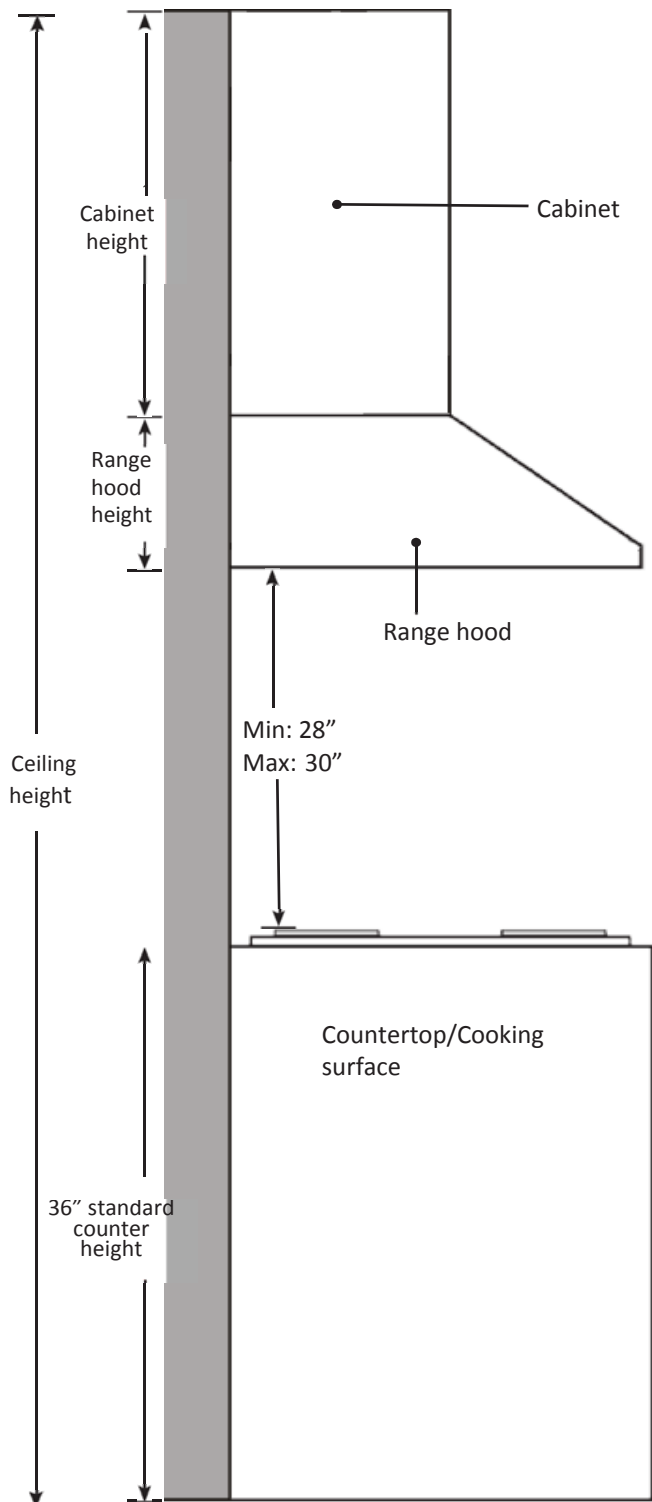 Cabinet
height
Cabinet
Range
hood
height
Range hood
Min: 28”
Max: 30”
Ceiling
height
Countertop/Cooking
surface
36” standard
counter
height